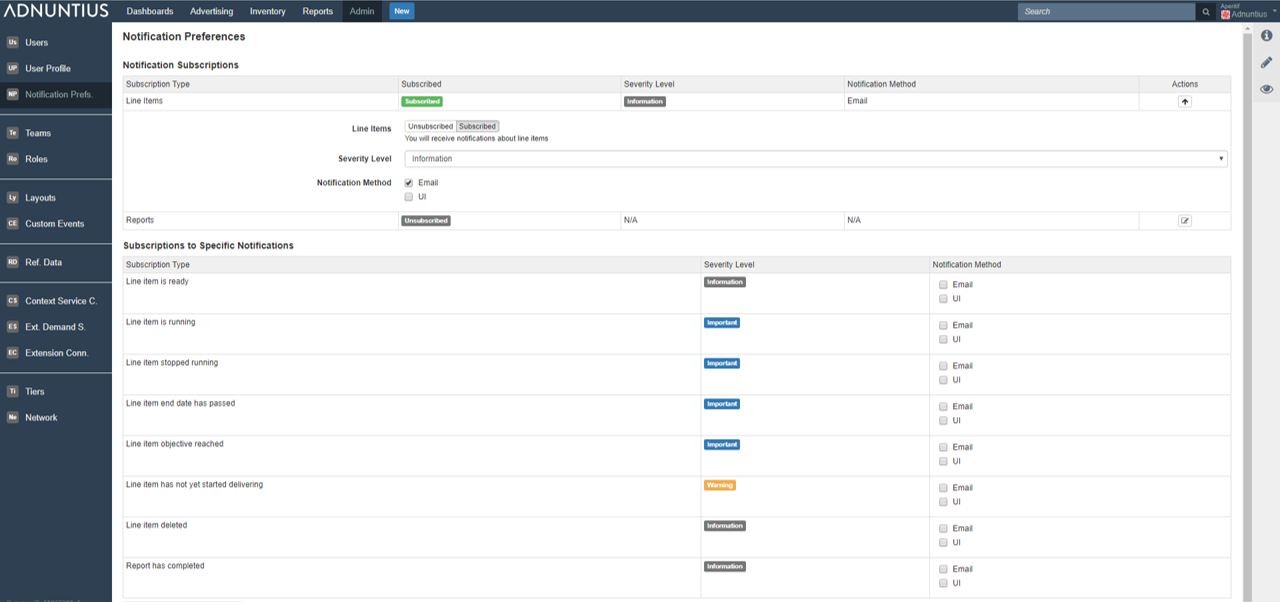 ADNUNTIUS Dashboards Advertising Inventory Reports Admin New Search Apentif Adnuntius
Us Users
UP User Profile
NP Notification Prefs.
Te Teams
Ro Roles
Ly Layouts
CE Custom Events
RD Ref. Data
CS Context Service C.
ES Ext. Demand S.
EC Extension Conn.
Ti Tiers
Ne Network
Notification Preferences
Notification Subscriptions
Subscription Type Subscribed Severity Level Notification Method Actions
Line Items Subscribed Information Email
Line Items Unsubscribed Subscribed
You will receive notifications about line items
Severity Level Information
Notification Method Email
UI
Reports Unsubscribed N/A N/A
Subscriptions to Specific Notifications
Subscription Type Severity Level Notification Method
Line item is ready Information Email
UI
Line item is running Important Email
UI
Line item stopped running Important Email
UI
Line item end date has passed Important Email
UI
Line item objective reached Important Email
UI
Line item has not yet started delivering Warning Email
UI
Line item deleted Information Email
UI
Report has completed Information Email
UI